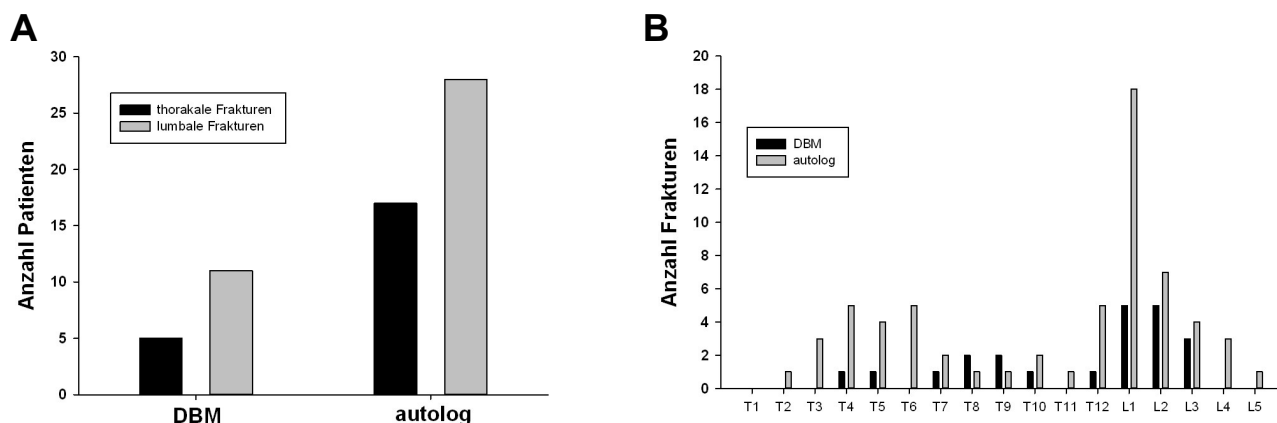 A
Anzahl Patienten
30
25
20
15
10
5
0
thorakale Frakturen
lumbale Frakturen
DBM autolog
B
Anzahl Frakturen
20
18
16
14
12
10
8
6
4
2
0
DBM
autolog
T1 T2 T3 T4 T5 T6 T7 T8 T9 T10 T11 T12 L1 L2 L3 L4 L5